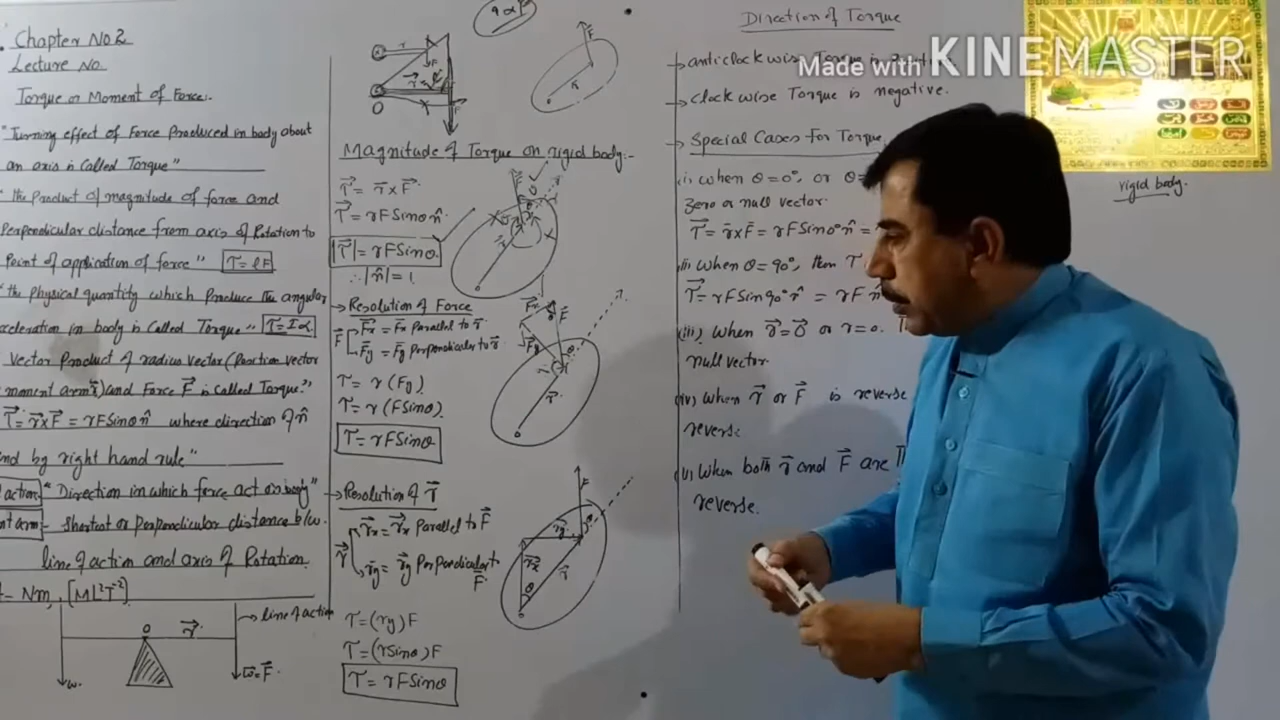 Chapter No 2
Lecture No.
Torque or Moment of Force:.
"Turning effect of Force Produced in body about
an axis is Called Torque"
"the Product of magnitude of force and
Perpendicular distance from axis of Rotation to
Point of application of force" τ=lF
"the Physical quantity which Produce the angular
acceleration in body is Called Torque" τ=Iα
Vector Product of radius vector (Position vector
moment arm r⃗) and Force F⃗ is Called Torque"
τ⃗=r⃗xF⃗ = rFSinθ n̂ where direction of n̂
by right hand rule"
action "Direction in which force act on body"
arm - Shortest or perpendicular distance b/w.
line of action and axis of Rotation.
Nm, [ML²T⁻²]
O r⃗ line of action
w. w⃗=F⃗.
r F
r⃗
O
Magnitude of Torque on rigid body:-
τ⃗ = r⃗ x F⃗
τ⃗ = rFSinθ n̂.
|τ⃗| = rFSinθ
∴ |n̂| = 1
→ Resolution of Force
F⃗ F⃗x = F⃗x Parallel to r⃗
F⃗y = F⃗y Perpendicular to r⃗.
τ = r (Fy)
τ = r (FSinθ)
τ = rFSinθ
→ Resolution of r⃗
r⃗ r⃗x = r⃗x Parallel to F⃗
r⃗y = r⃗y Perpendicular to F⃗
τ = (ry) F
τ = (rSinθ) F
τ = rFSinθ
Direction of Torque
→ anticlock wise Torque is
→ clock wise Torque is negative.
→ Special Cases for Torque
(i) when θ=0°, or θ=
zero or null vector
τ⃗ = r⃗xF⃗ = rFSin0° n̂ =
(ii) when θ=90°, then τ
τ⃗ = rFSin90° n̂ = rF n̂
(iii) when r⃗=0⃗ or r=0.
null vector
(iv) When r⃗ or F⃗ is reverse
reverse
(v) When both r⃗ and F⃗ are
reverse.
Made with KINEMASTER
rigid body.